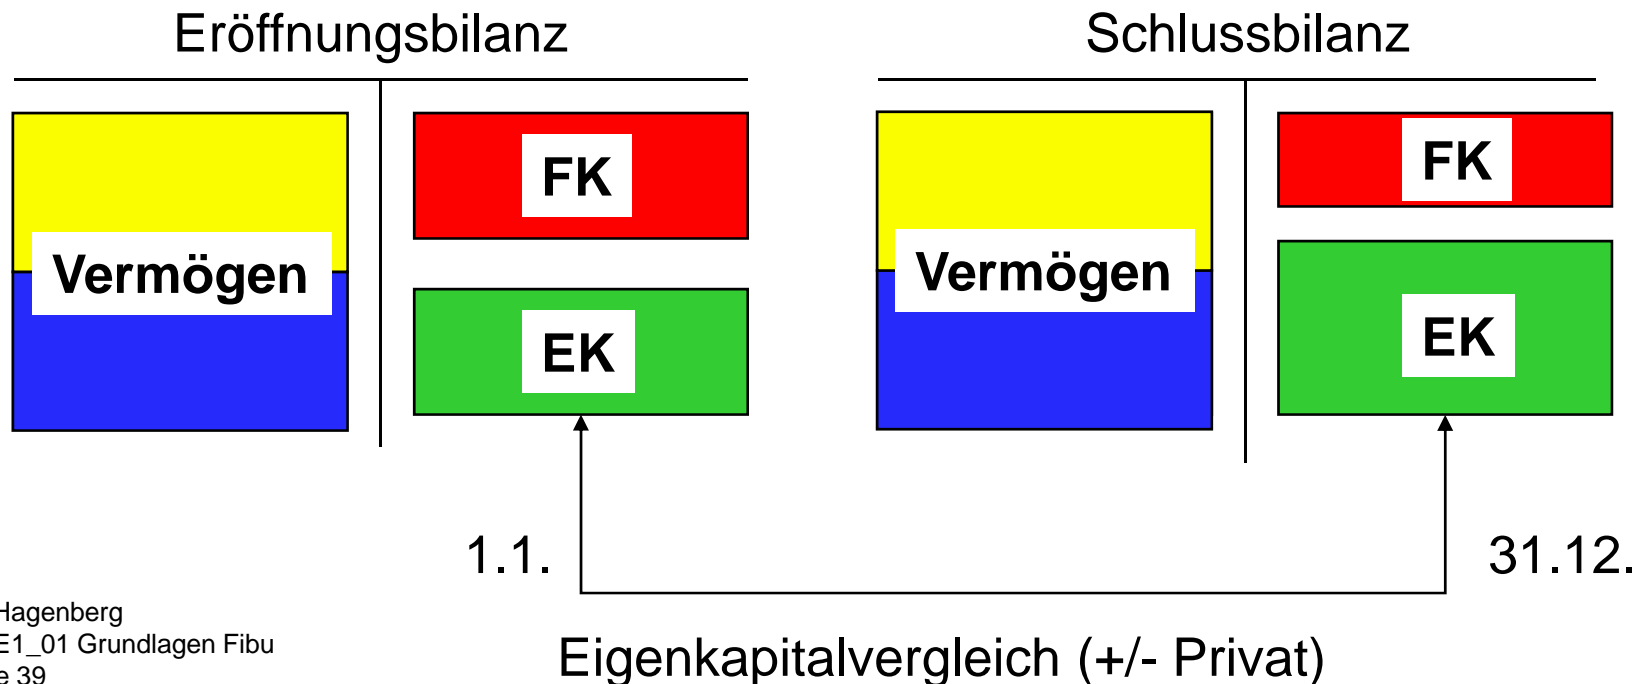 Eröffnungsbilanz
Schlussbilanz
Vermögen
FK
EK
Vermögen
FK
EK
1.1.
31.12.
Hagenberg
E1_01 Grundlagen Fibu
e 39
Eigenkapitalvergleich (+/- Privat)